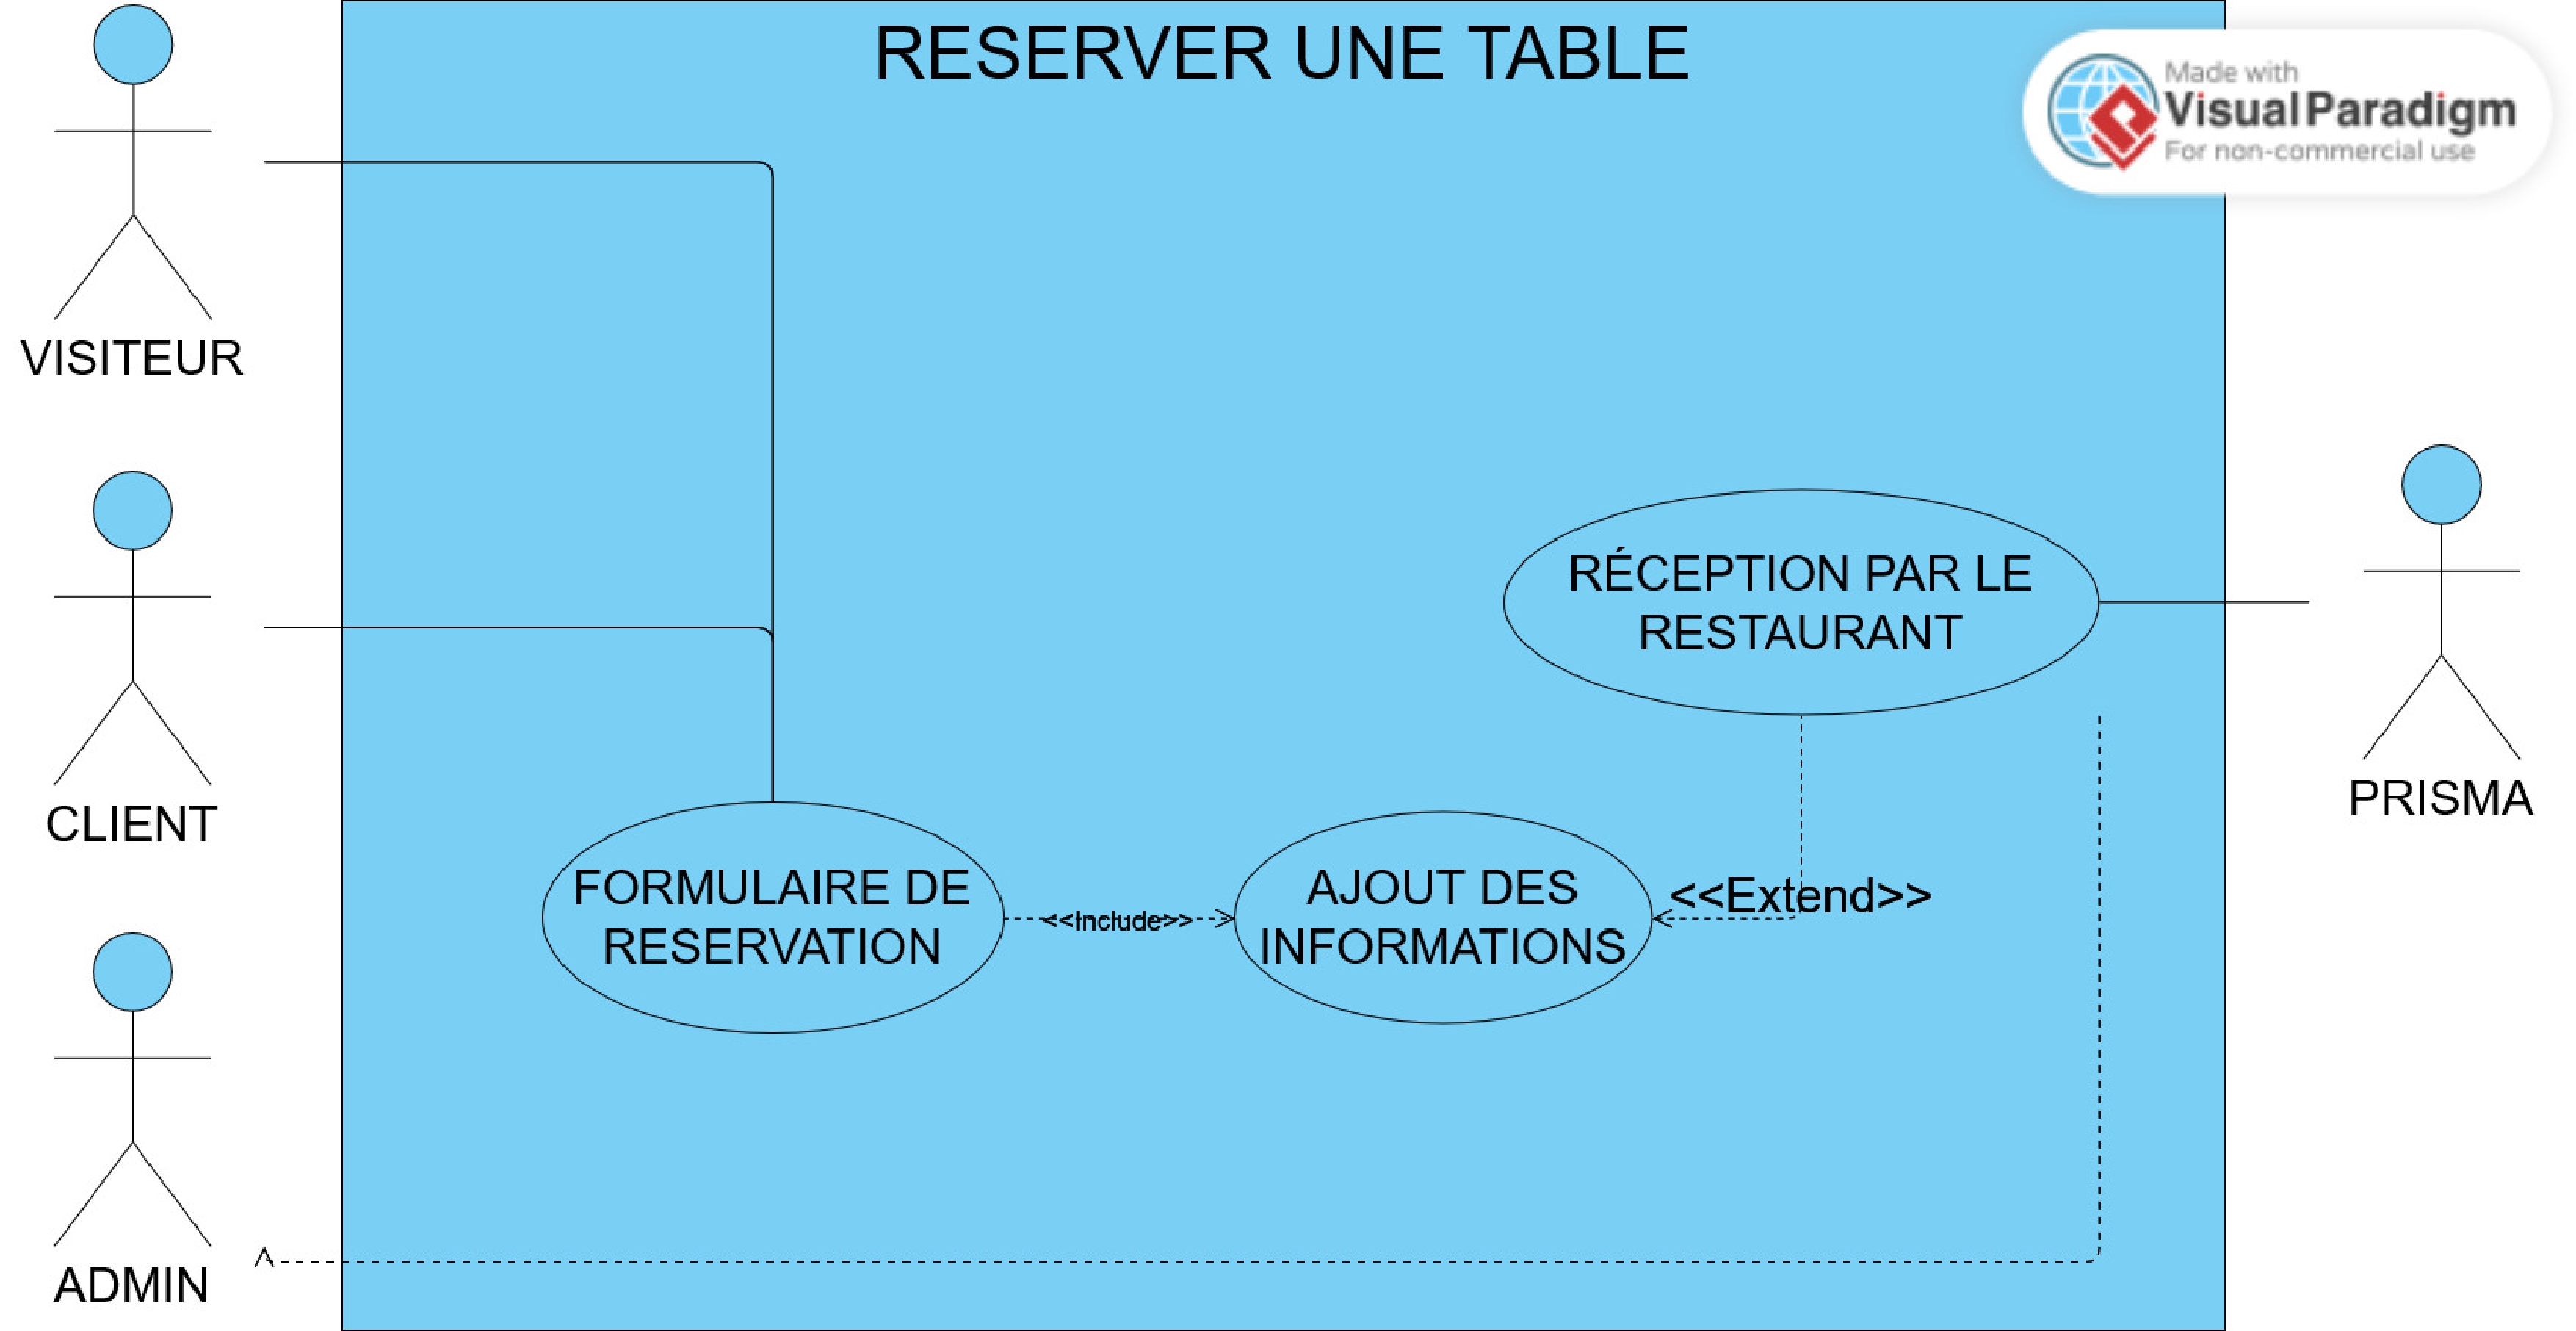 RESERVER UNE TABLE
Made with
Visual Paradigm
For non-commercial use
VISITEUR
CLIENT
ADMIN
RÉCEPTION PAR LE
RESTAURANT
PRISMA
FORMULAIRE DE
RESERVATION
<<Include>>
AJOUT DES
INFORMATIONS
<<Extend>>